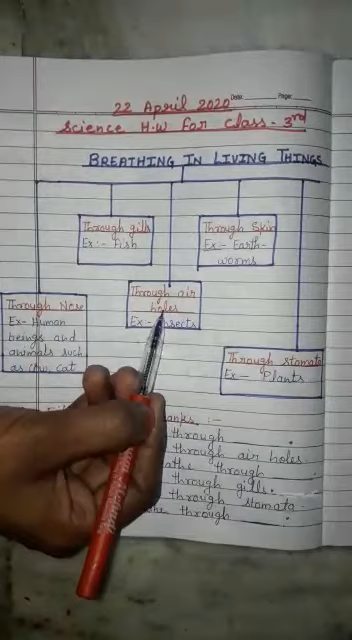 Date: Page:
22 April 2020
Science H.W for Class - 3rd
BREATHING IN LIVING THINGS
Through gills
Ex:- Fish
Through Skin
Ex:- Earth-
worms
Through air
holes
Ex - Insects
Through Nose
Ex- Human
beings and
animals such
as cow, cat
Through stomata
Ex- Plants
through
through air holes.
through
through gills.
through stomata
through